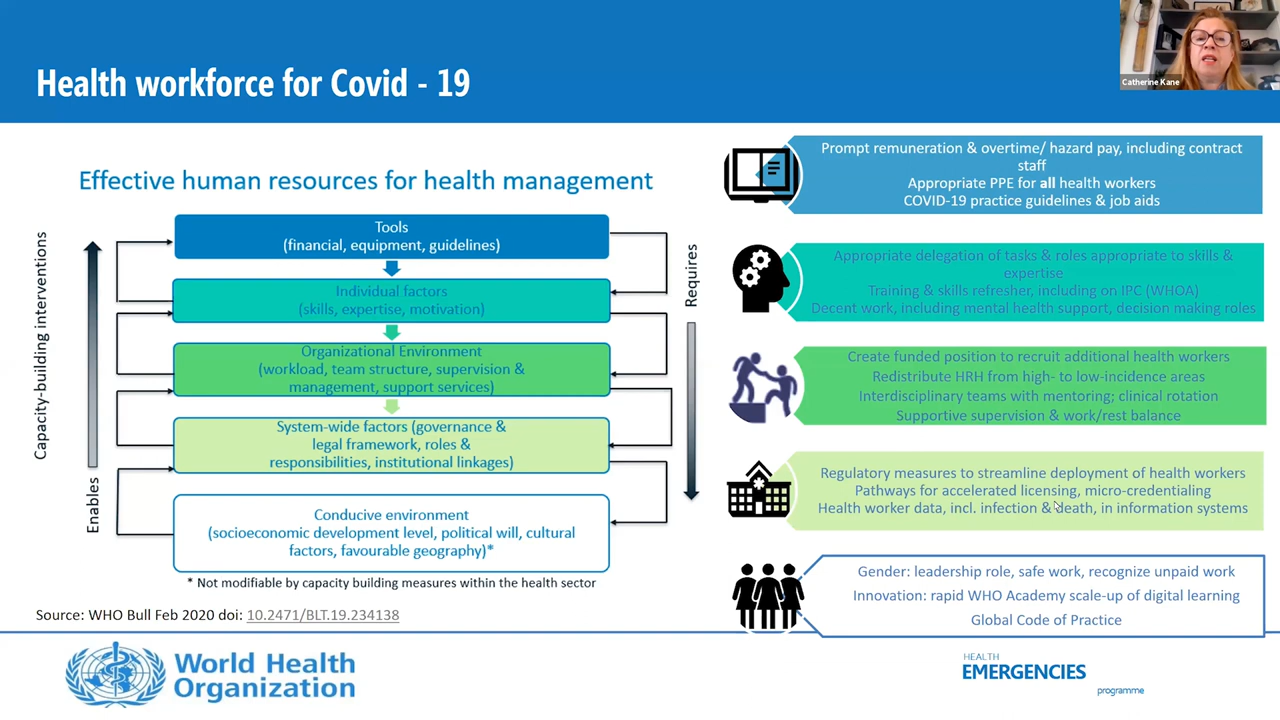 Catherine Kane
Health workforce for Covid - 19
Effective human resources for health management
Capacity-building interventions
Enables
Requires
Tools
(financial, equipment, guidelines)
Individual factors
(skills, expertise, motivation)
Organizational Environment
(workload, team structure, supervision &
management, support services)
System-wide factors (governance &
legal framework, roles &
responsibilities, institutional linkages)
Conducive environment
(socioeconomic development level, political will, cultural
factors, favourable geography)*
* Not modifiable by capacity building measures within the health sector
Source: WHO Bull Feb 2020 doi: 10.2471/BLT.19.234138
Prompt remuneration & overtime/ hazard pay, including contract
staff
Appropriate PPE for all health workers
COVID-19 practice guidelines & job aids
Appropriate delegation of tasks & roles appropriate to skills &
expertise
Training & skills refresher, including on IPC (WHOA)
Decent work, including mental health support, decision making roles
Create funded position to recruit additional health workers
Redistribute HRH from high- to low-incidence areas
Interdisciplinary teams with mentoring; clinical rotation
Supportive supervision & work/rest balance
Regulatory measures to streamline deployment of health workers
Pathways for accelerated licensing, micro-credentialing
Health worker data, incl. infection & death, in information systems
Gender: leadership role, safe work, recognize unpaid work
Innovation: rapid WHO Academy scale-up of digital learning
Global Code of Practice
World Health
Organization
HEALTH
EMERGENCIES
programme